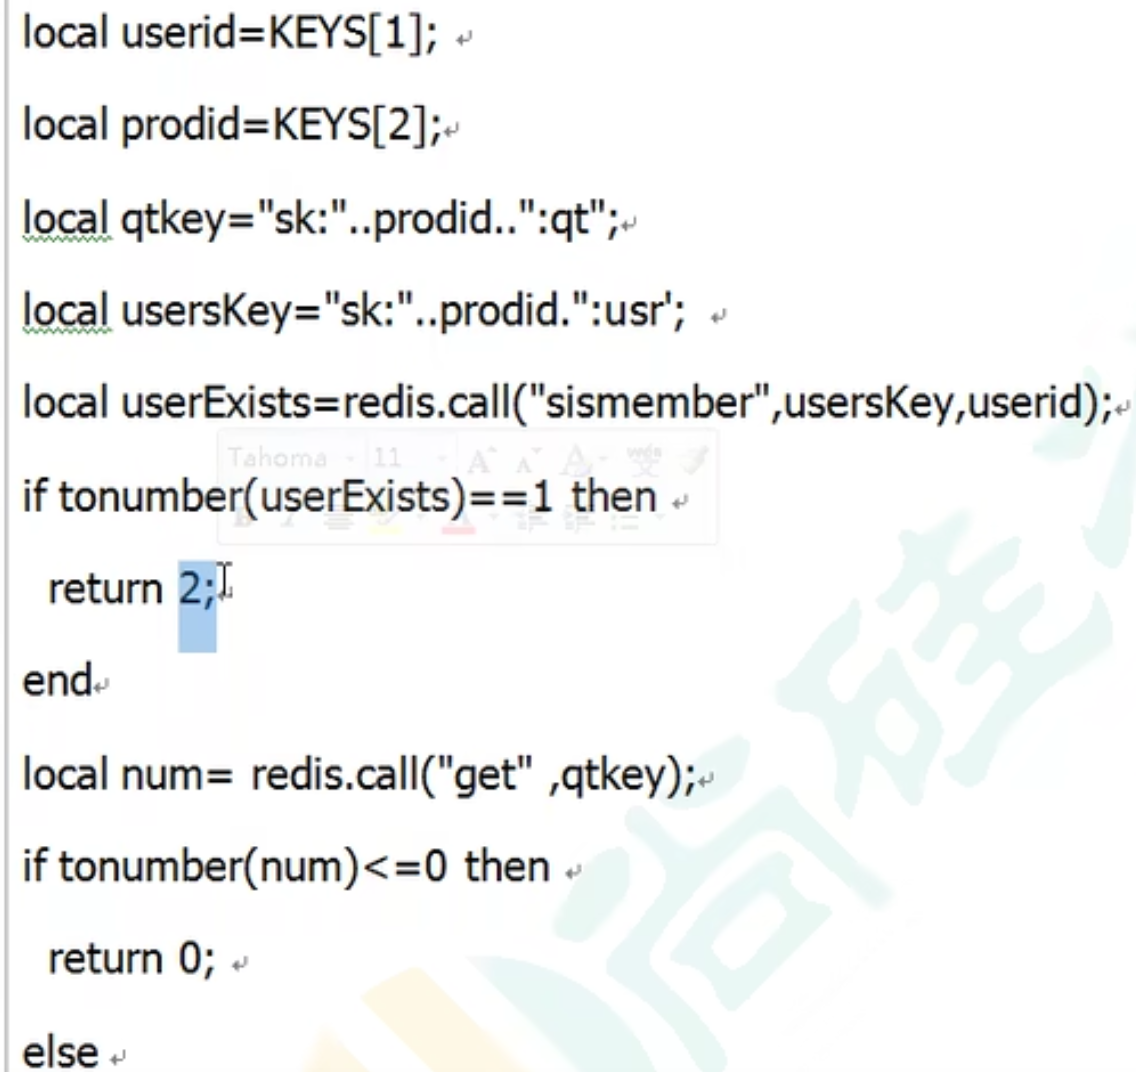 local userid=KEYS[1];
local prodid=KEYS[2];
local qtkey="sk:"..prodid..":qt";
local usersKey="sk:"..prodid.":usr';
local userExists=redis.call("sismember",usersKey,userid);
Tahoma 11
if tonumber(userExists)==1 then
return 2;
end
local num= redis.call("get" ,qtkey);
if tonumber(num)<=0 then
return 0;
else
尚硅